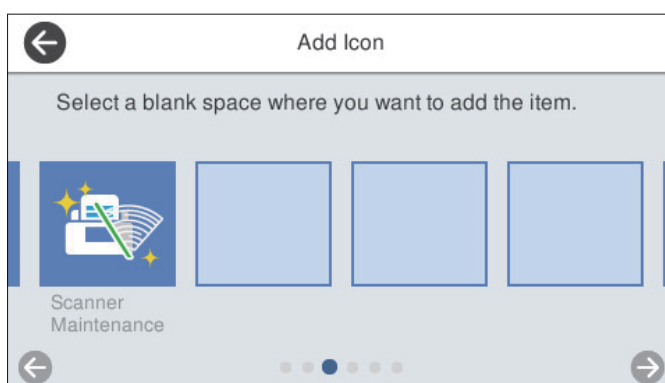 Add Icon
Select a blank space where you want to add the item.
Scanner
Maintenance